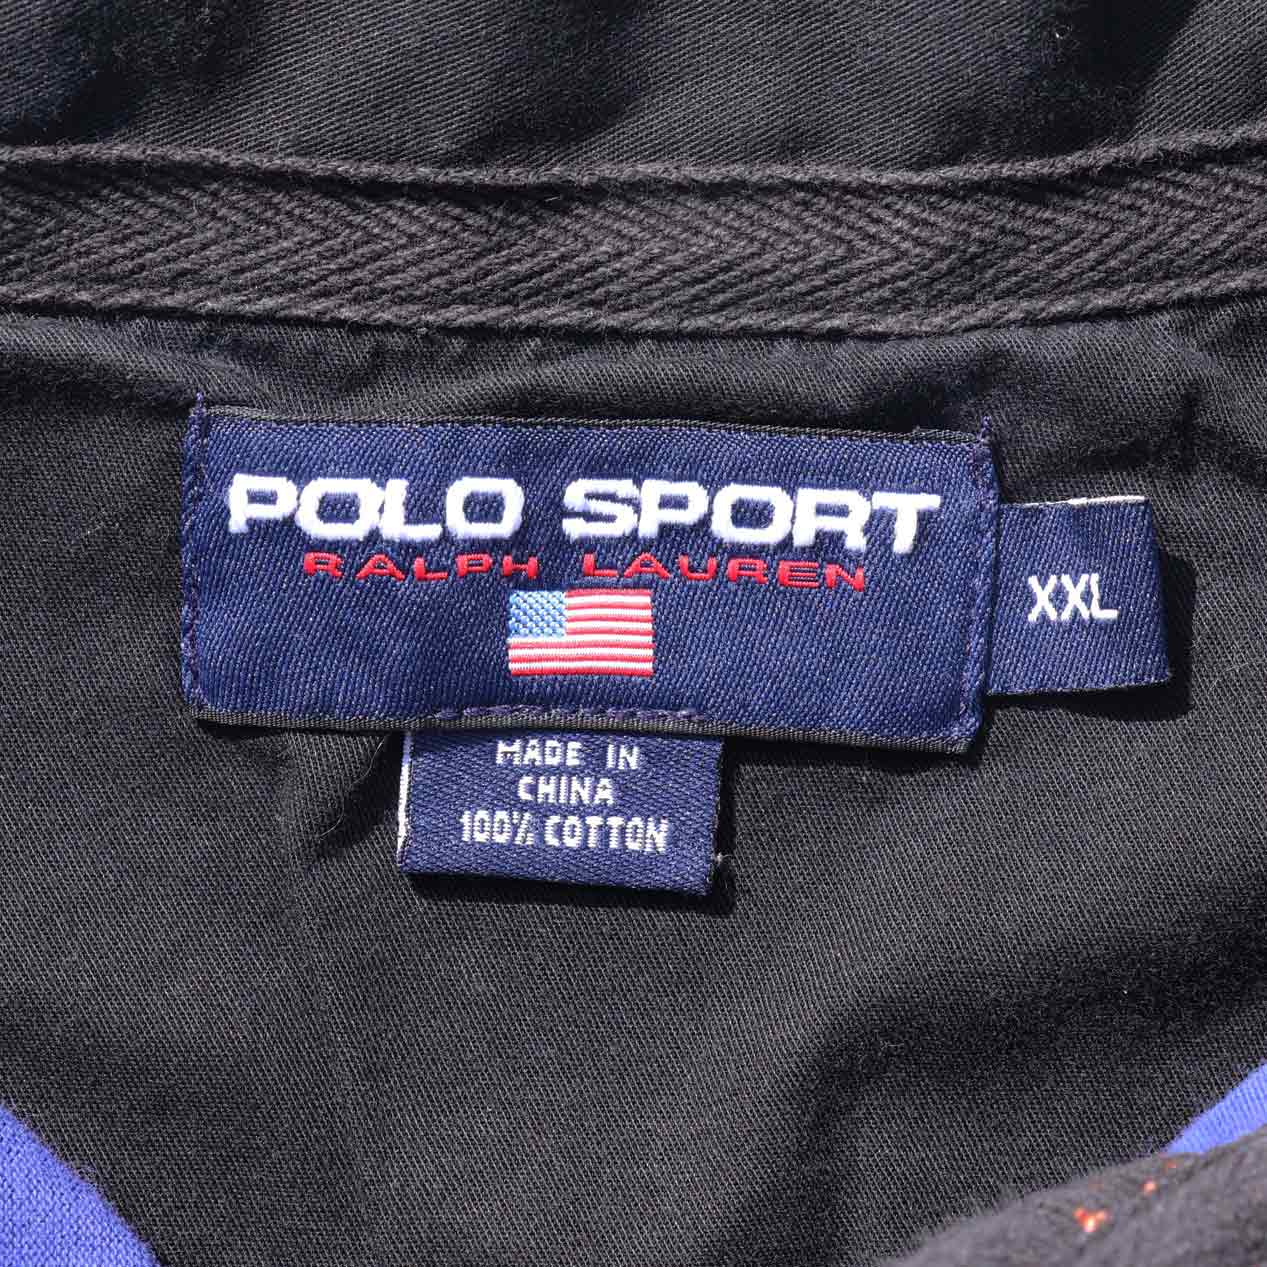 POLO SPORT
RALPH LAUREN
XXL
MADE IN
CHINA
100% COTTON